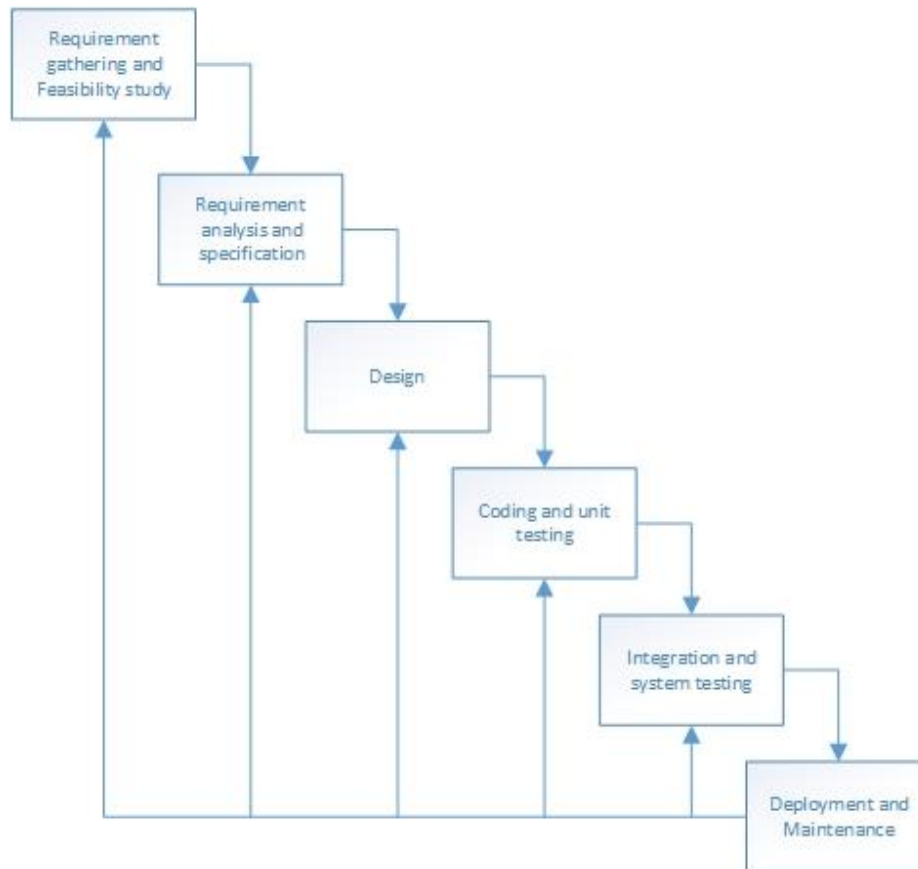 Requirement
gathering and
Feasibility study
Requirement
analysis and
specification
Design
Coding and unit
testing
Integration and
system testing
Deployment and
Maintenance